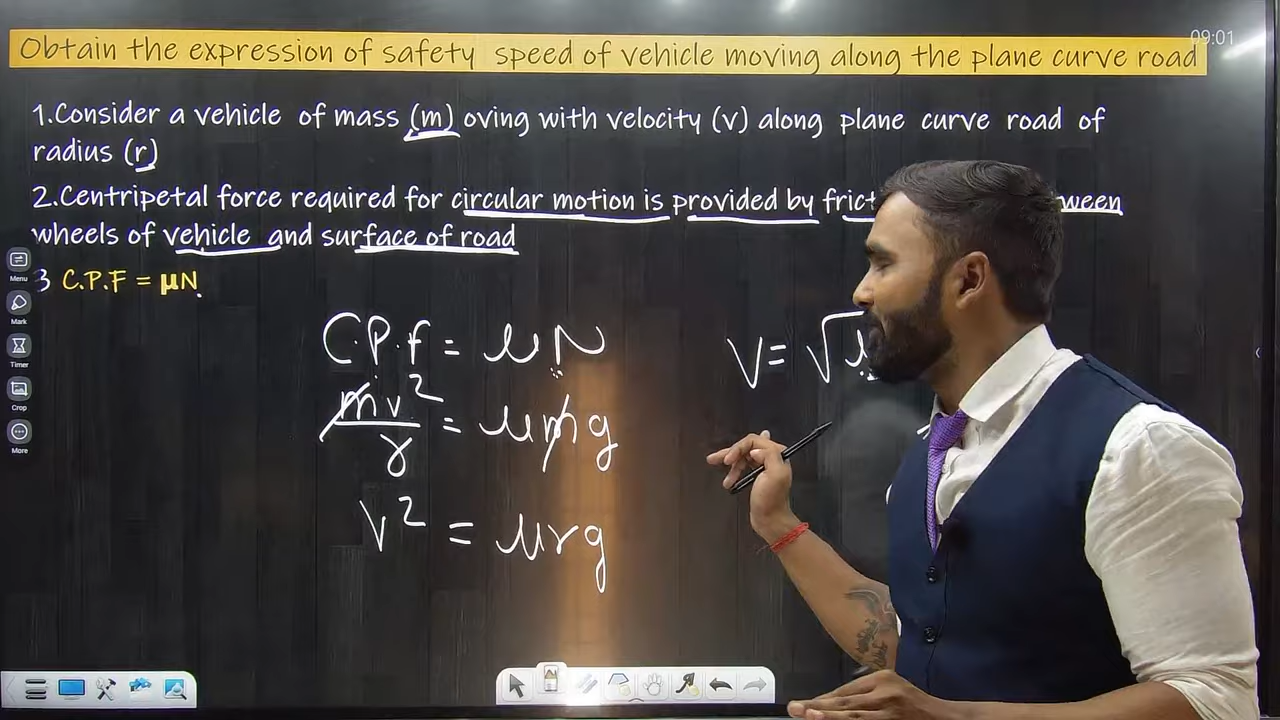 Obtain the expression of safety speed of vehicle moving along the plane curve road
09:01
1.Consider a vehicle of mass (m) oving with velocity (v) along plane curve road of
radius (r)
2.Centripetal force required for circular motion is provided by
wheels of vehicle and surface of road
3 C.P.F = μN
C.P.f = μN
mv² / r = μmg
v² = μrg
V = √μ
Menu
Mark
Timer
Crop
More